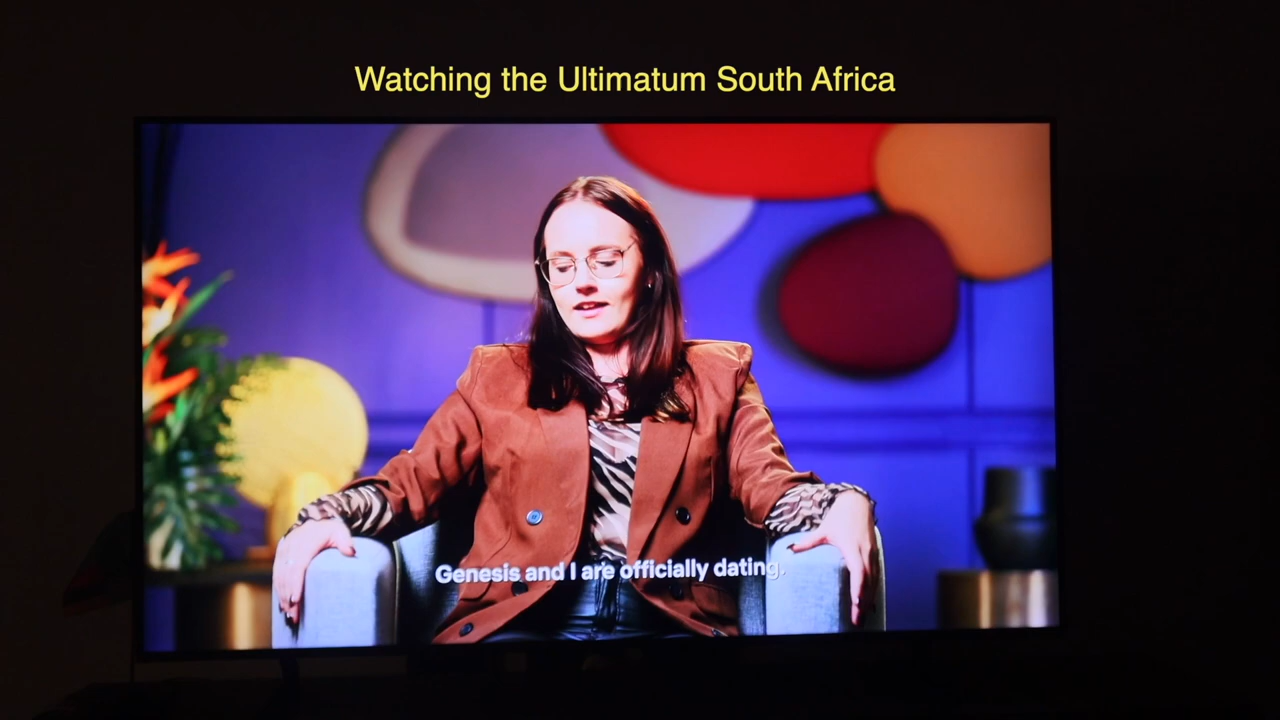 Watching the Ultimatum South Africa
Genesis and I are officially dating.